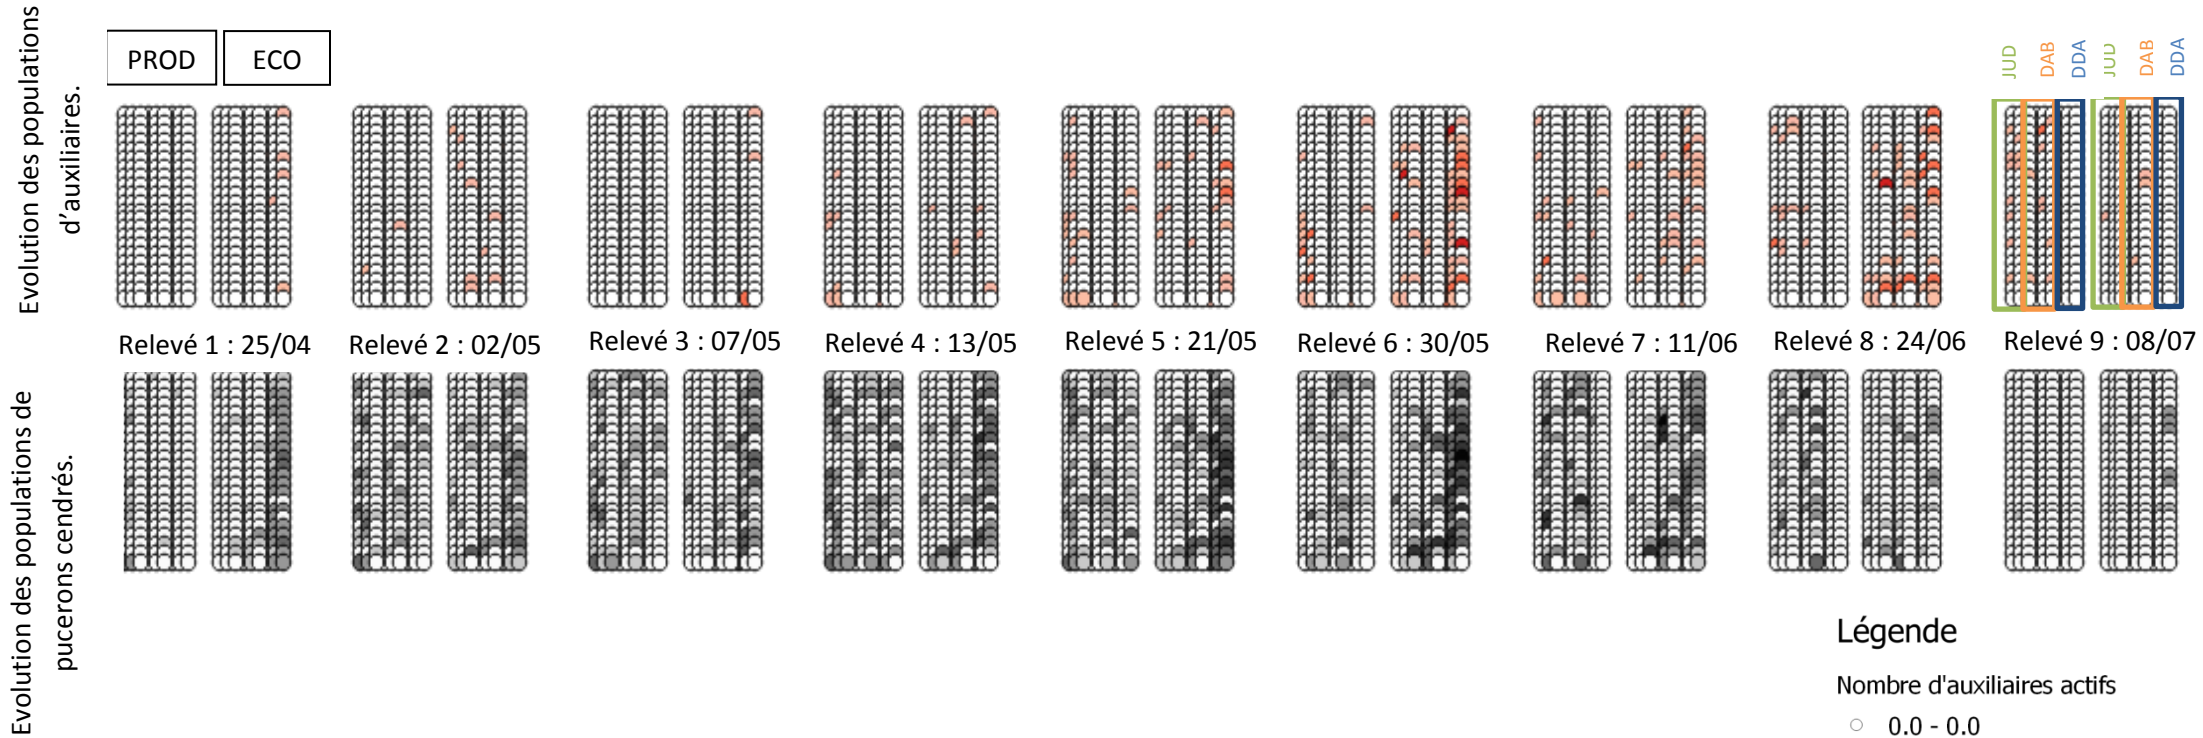 Evolution des populations
d'auxiliaires.
PROD
ECO
JUD
DAB
DDA
JUD
DAB
DDA
Relevé 1 : 25/04
Relevé 2 : 02/05
Relevé 3 : 07/05
Relevé 4 : 13/05
Relevé 5 : 21/05
Relevé 6 : 30/05
Relevé 7 : 11/06
Relevé 8 : 24/06
Relevé 9 : 08/07
Evolution des populations de
pucerons cendrés.
Légende
Nombre d'auxiliaires actifs
0.0 - 0.0